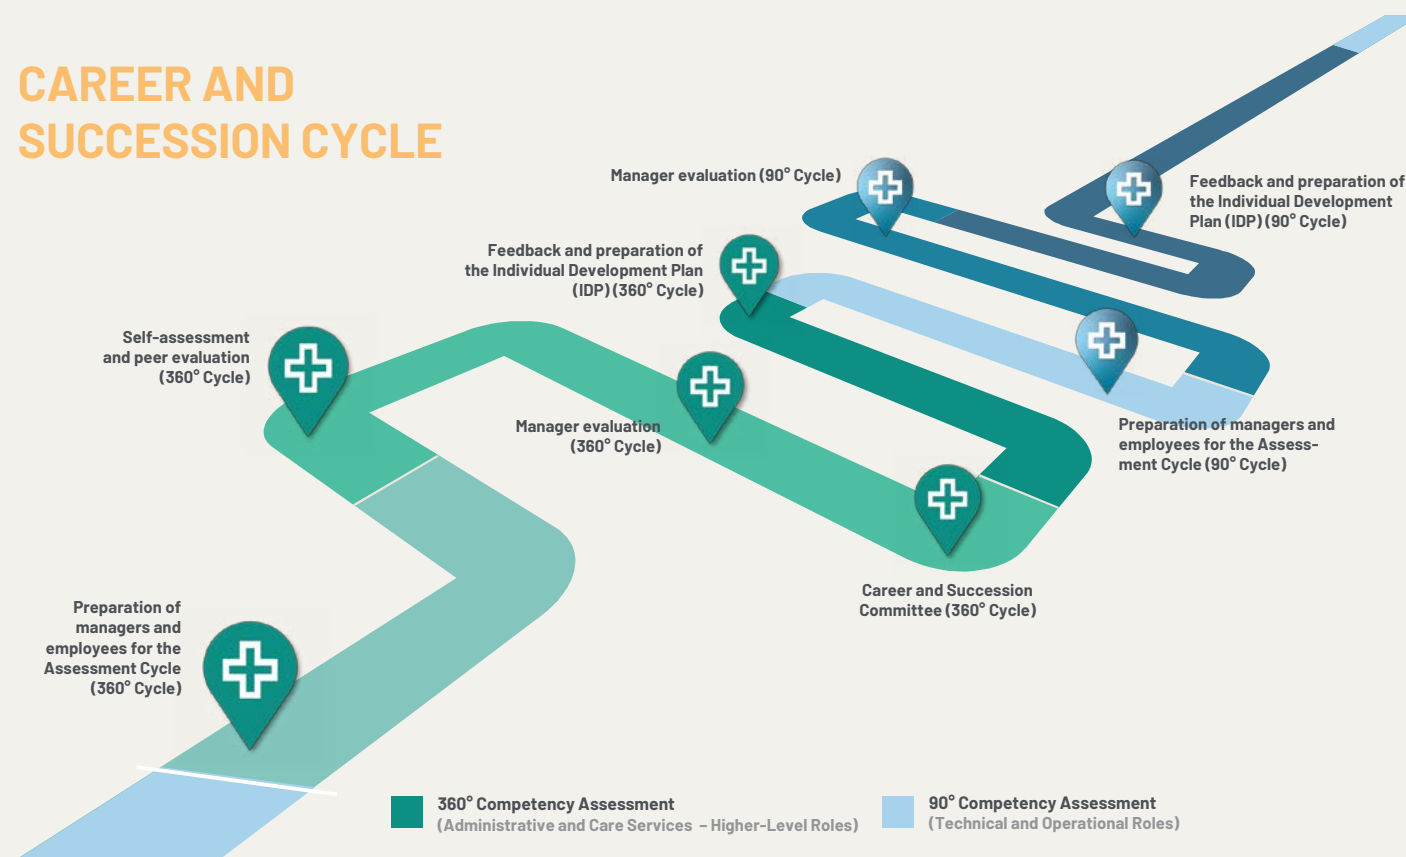 CAREER AND
SUCCESSION CYCLE
Manager evaluation (90° Cycle)
Feedback and preparation of
the Individual Development
Plan (IDP) (90° Cycle)
Feedback and preparation of
the Individual Development Plan
(IDP) (360° Cycle)
Self-assessment
and peer evaluation
(360° Cycle)
Manager evaluation
(360° Cycle)
Preparation of managers and
employees for the Assess-
ment Cycle (90° Cycle)
Career and Succession
Committee (360° Cycle)
Preparation of
managers and
employees for the
Assessment Cycle
(360° Cycle)
360° Competency Assessment
(Administrative and Care Services – Higher-Level Roles)
90° Competency Assessment
(Technical and Operational Roles)